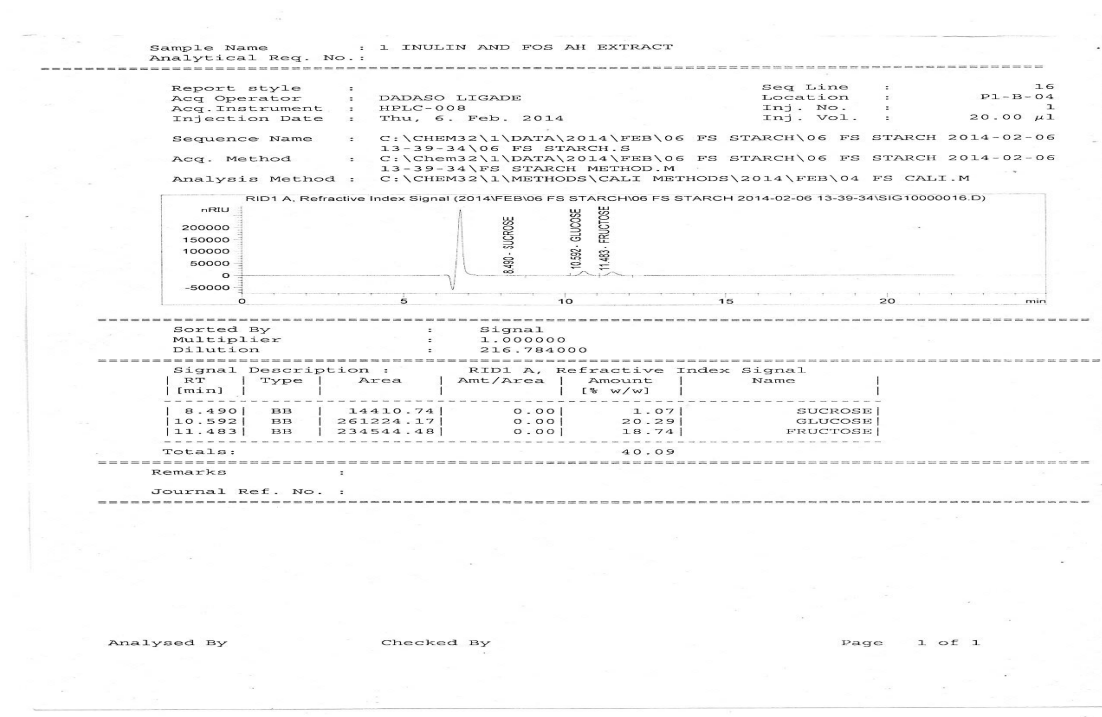 Sample Name : 1 INULIN AND FOS AH EXTRACT
Analytical Req. No.:
Report style : Seq Line : 16
Acq Operator : DADASO LIGADE Location : P1-B-04
Acq.Instrument : HPLC-008 Inj. No. : 1
Injection Date : Thu, 6. Feb. 2014 Inj. Vol. : 20.00 µl
Sequence Name : C:\CHEM32\1\DATA\2014\FEB\06 FS STARCH\06 FS STARCH 2014-02-06
13-39-34\06 FS STARCH.S
Acq. Method : C:\Chem32\1\DATA\2014\FEB\06 FS STARCH\06 FS STARCH 2014-02-06
13-39-34\FS STARCH METHOD.M
Analysis Method : C:\CHEM32\1\METHODS\CALI METHODS\2014\FEB\04 FS CALI.M
RID1 A, Refractive Index Signal (2014\FEB\06 FS STARCH\06 FS STARCH 2014-02-06 13-39-34\SIG10000016.D)
nRIU
200000
150000
100000
50000
0
-50000
8.490 - SUCROSE
10.592 - GLUCOSE
11.483 - FRUCTOSE
0 5 10 15 20 min
Sorted By : Signal
Multiplier : 1.000000
Dilution : 216.784000
Signal Description : RID1 A, Refractive Index Signal
| RT | Type | Area | Amt/Area | Amount | Name |
| [min] | | | | [% w/w] | |
| 8.490| BB | 14410.74| 0.00| 1.07| SUCROSE|
|10.592| BB | 261224.17| 0.00| 20.29| GLUCOSE|
|11.483| BB | 234544.48| 0.00| 18.74| FRUCTOSE|
Totals: 40.09
Remarks :
Journal Ref. No. :
Analysed By Checked By Page 1 of 1